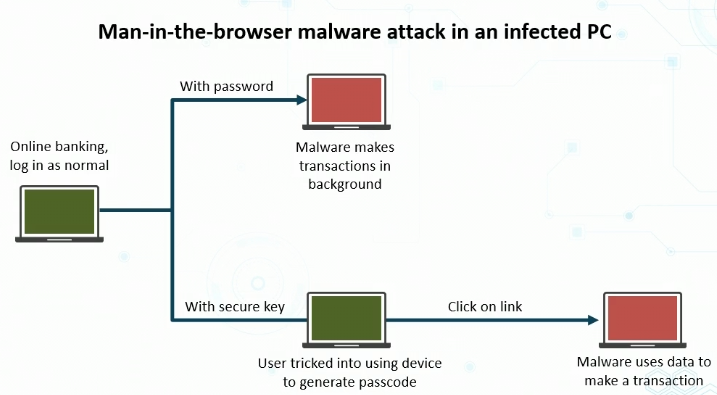 Man-in-the-browser malware attack in an infected PC
With password
Online banking,
log in as normal
Malware makes
transactions in
background
With secure key
Click on link
User tricked into using device
to generate passcode
Malware uses data to
make a transaction